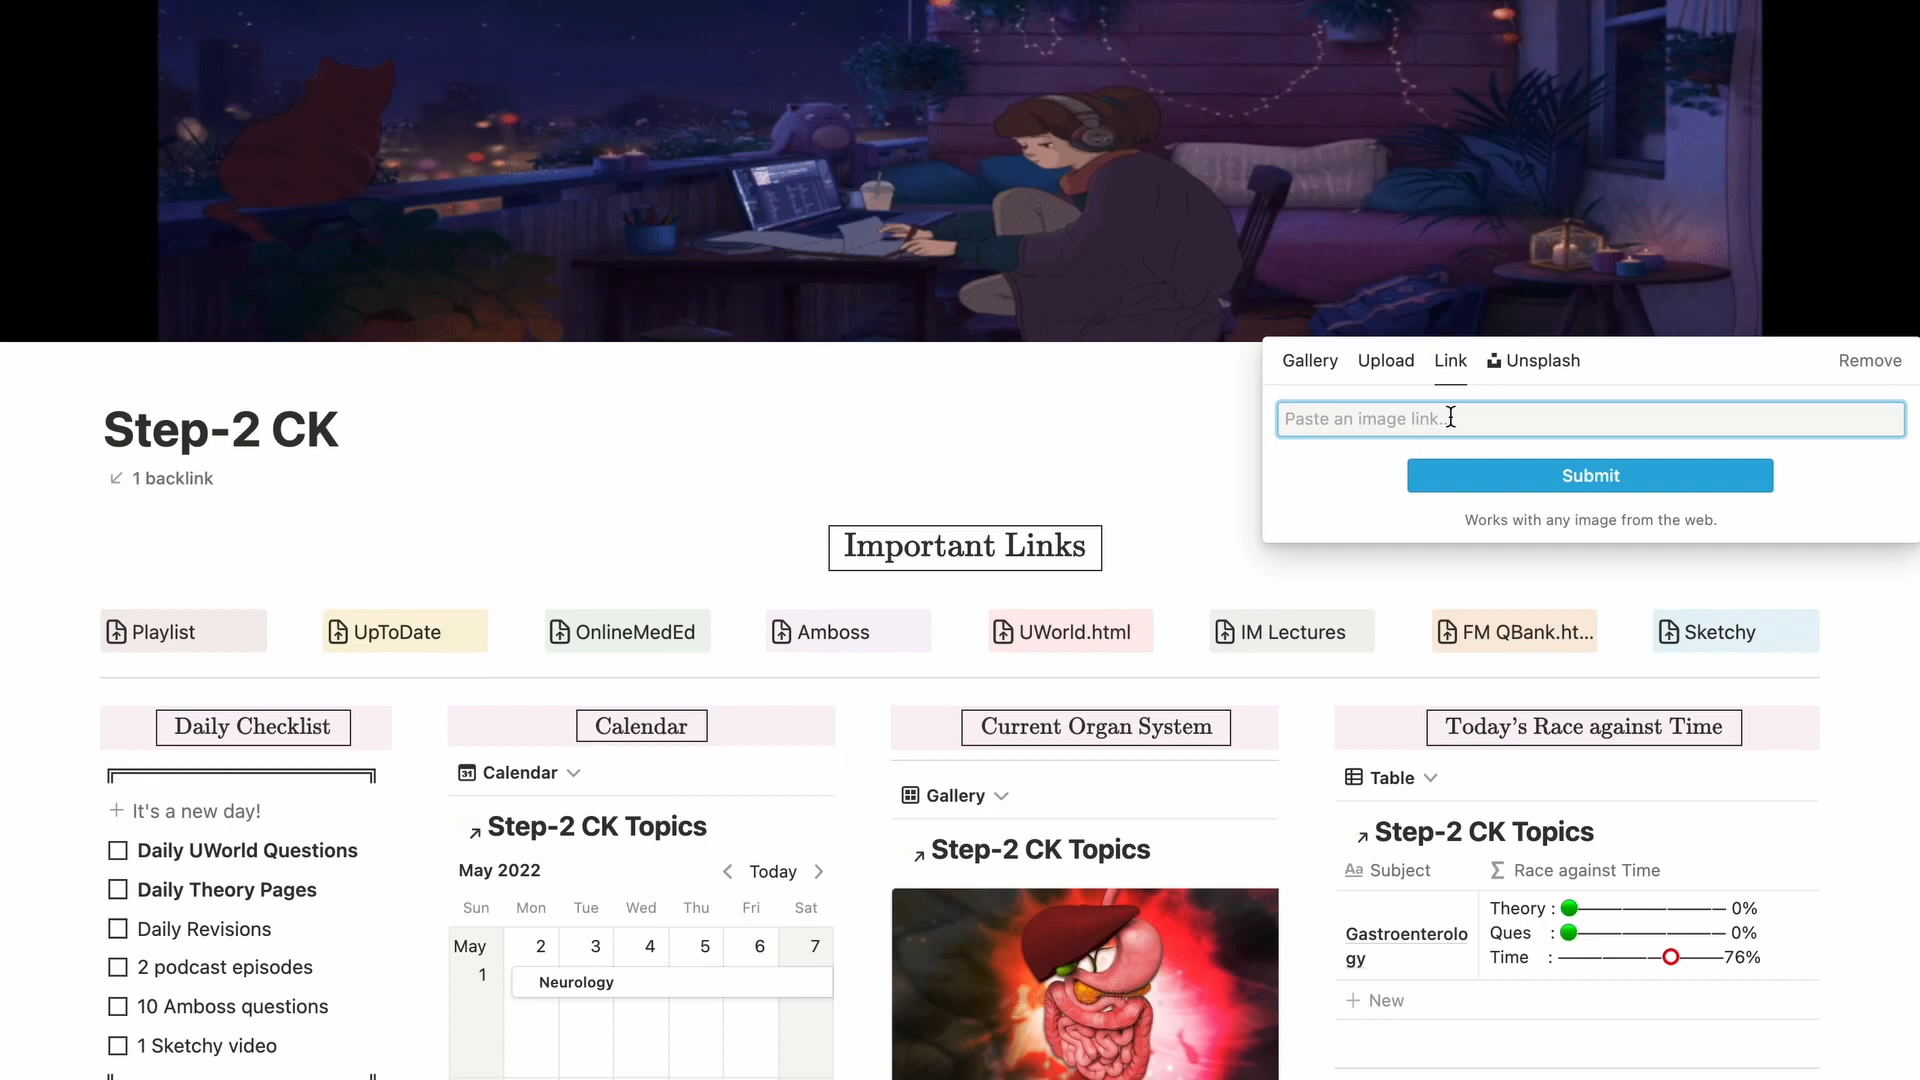 Gallery Upload Link Unsplash Remove
Paste an image link...
Submit
Works with any image from the web.
Step-2 CK
1 backlink
Important Links
Playlist
UpToDate
OnlineMedEd
Amboss
UWorld.html
IM Lectures
FM QBank.ht...
Sketchy
Daily Checklist
It's a new day!
Daily UWorld Questions
Daily Theory Pages
Daily Revisions
2 podcast episodes
10 Amboss questions
1 Sketchy video
Calendar
31 Calendar
Step-2 CK Topics
May 2022 Today
Sun Mon Tue Wed Thu Fri Sat
May 2 3 4 5 6 7
1
Neurology
Current Organ System
Gallery
Step-2 CK Topics
Today's Race against Time
Table
Step-2 CK Topics
Aa Subject Σ Race against Time
Gastroenterolo
gy
Theory : 0%
Ques : 0%
Time : 76%
+ New